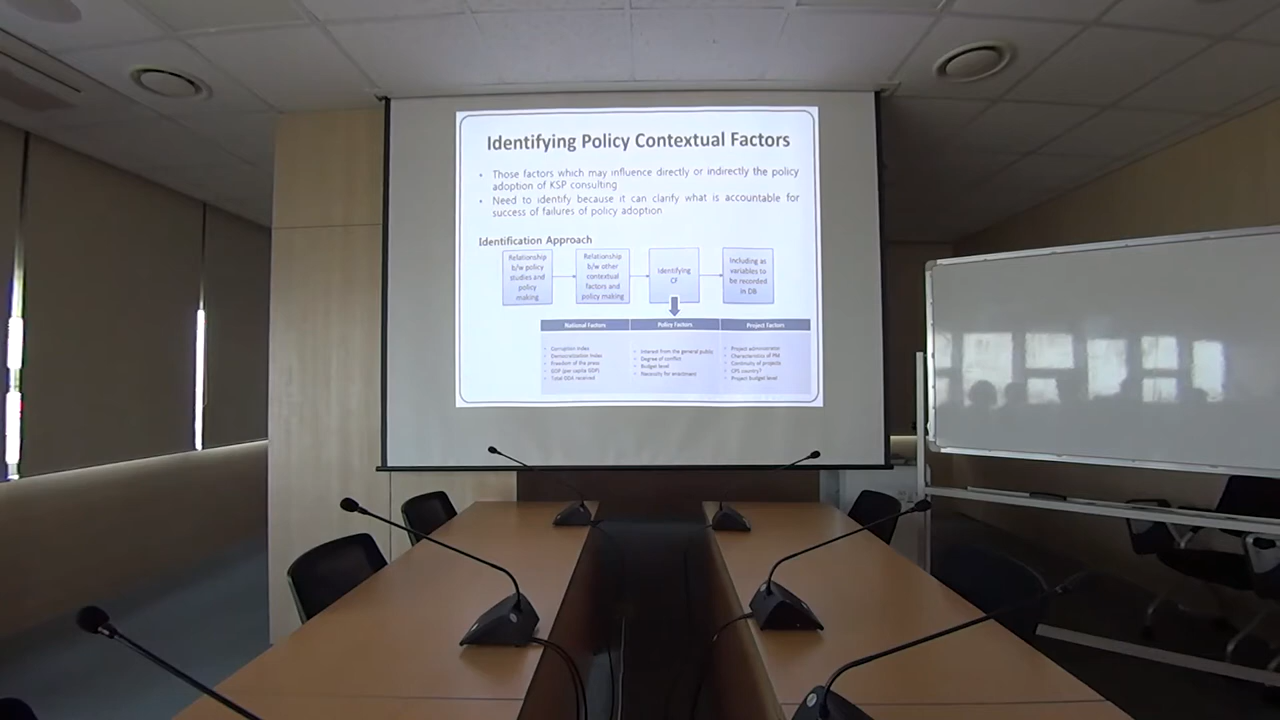 Identifying Policy Contextual Factors
• Those factors which may influence directly or indirectly the policy
adoption of KSP consulting
• Need to identify because it can clarify what is accountable for
success of failures of policy adoption
Identification Approach
Relationship
b/w policy
studies and
policy
making
Relationship
b/w other
contextual
factors and
policy making
Identifying
CF
Including as
variables to
be recorded
in DB
National Factors
• Corruption index
• Democratization index
• Freedom of the press
• GDP (per capita GDP)
• Total ODA received
Policy Factors
• Interest from the general public
• Degree of conflict
• Budget level
• Necessity for enactment
Project Factors
• Project administrator
• Characteristics of PM
• Continuity of projects
• CPS country?
• Project budget level